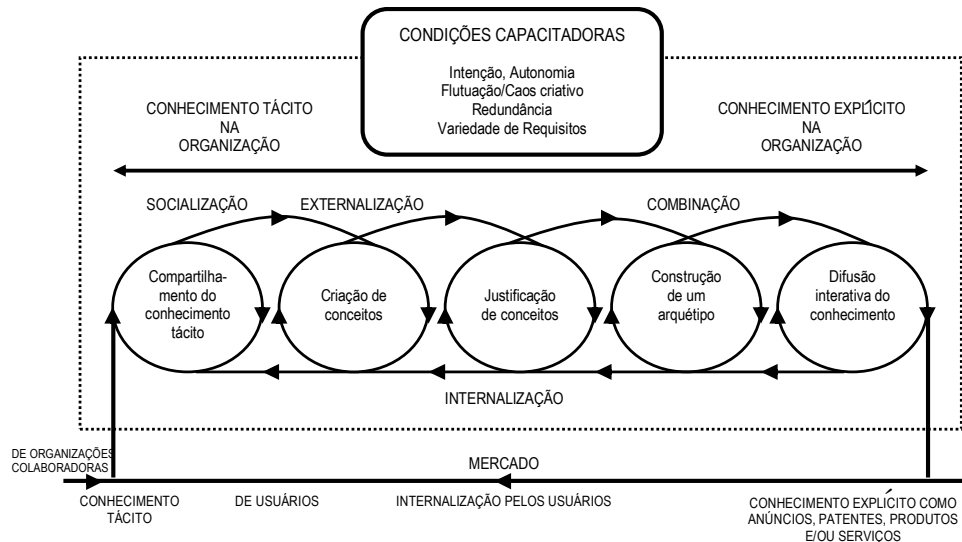 CONDIÇÕES CAPACITADORAS
Intenção, Autonomia
Flutuação/Caos criativo
Redundância
Variedade de Requisitos
CONHECIMENTO TÁCITO
NA
ORGANIZAÇÃO
CONHECIMENTO EXPLÍCITO
NA
ORGANIZAÇÃO
SOCIALIZAÇÃO
EXTERNALIZAÇÃO
COMBINAÇÃO
Compartilha-
mento do
conhecimento
tácito
Criação de
conceitos
Justificação
de conceitos
Construção
de um
arquétipo
Difusão
interativa do
conhecimento
INTERNALIZAÇÃO
DE ORGANIZAÇÕES
COLABORADORAS
MERCADO
CONHECIMENTO
TÁCITO
DE USUÁRIOS
INTERNALIZAÇÃO PELOS USUÁRIOS
CONHECIMENTO EXPLÍCITO COMO
ANÚNCIOS, PATENTES, PRODUTOS
E/OU SERVIÇOS